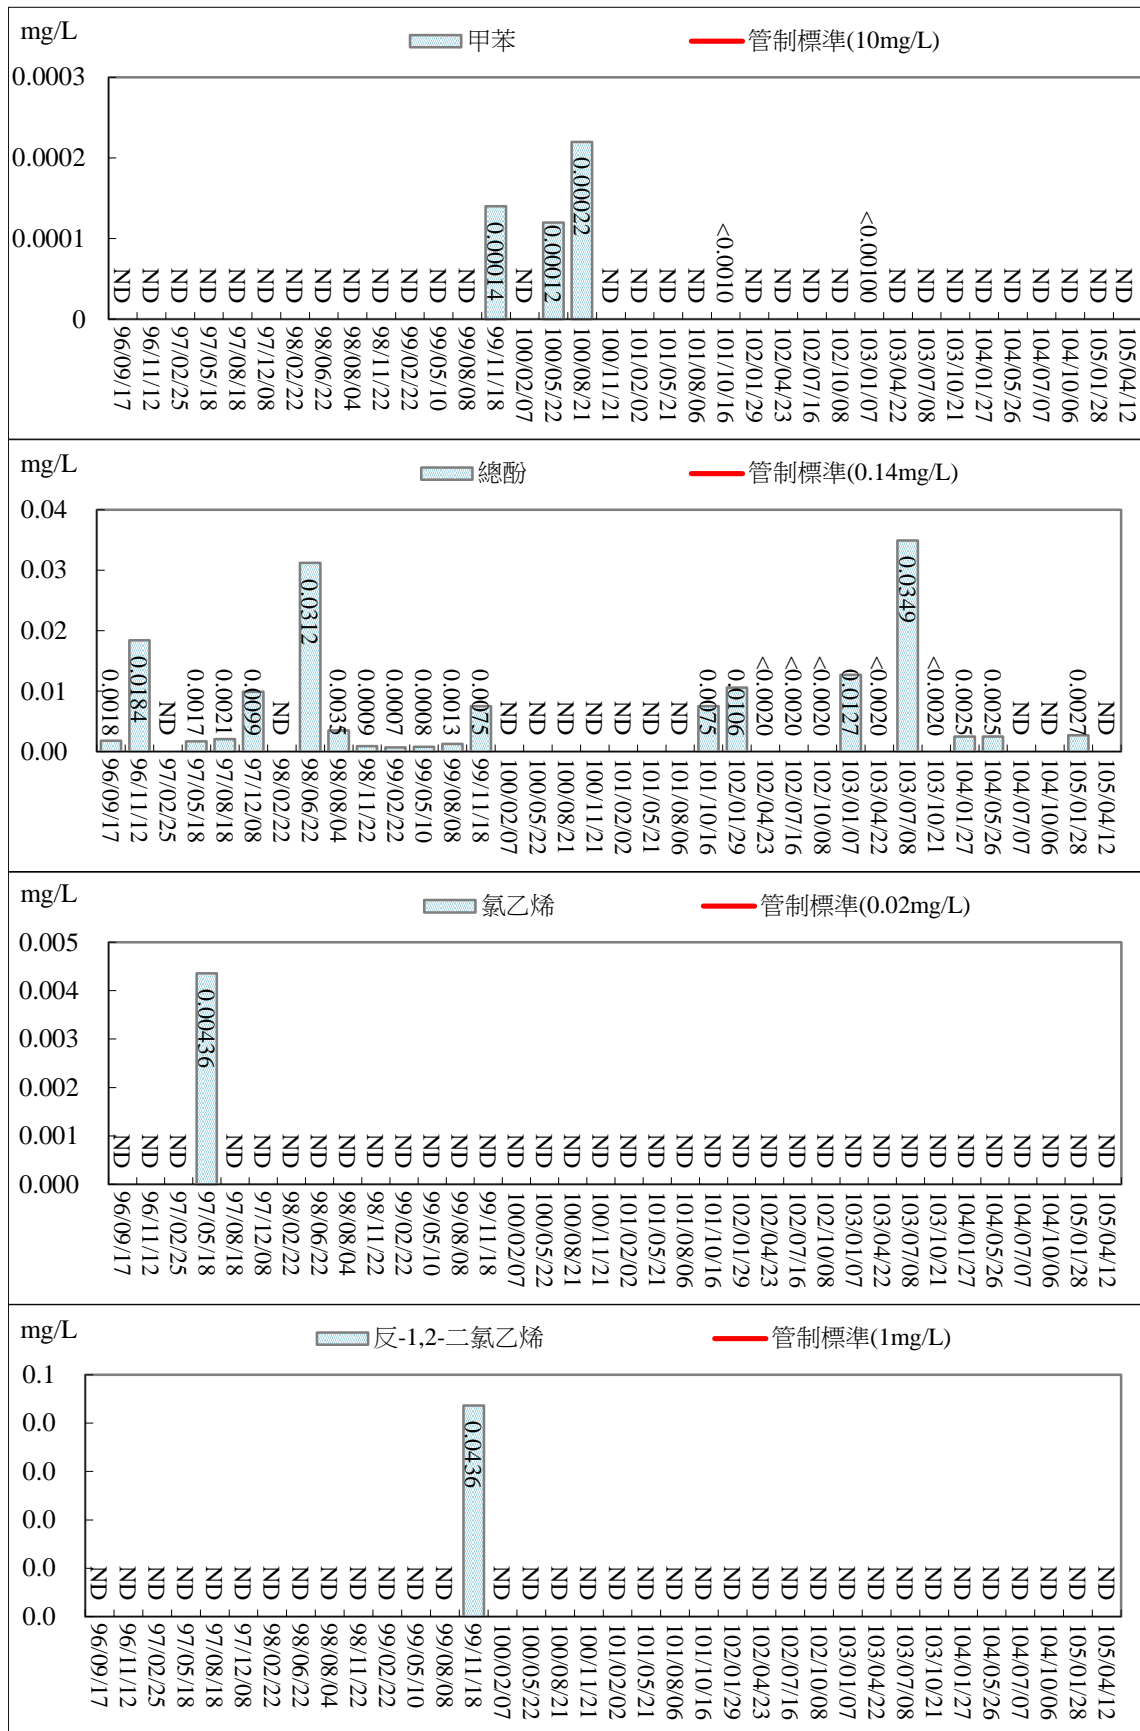 mg/L
甲苯 管制標準(10mg/L)
0.0003
0.0002
0.0001
0
ND ND ND ND ND ND ND ND ND ND ND ND ND 0.00014 ND 0.00012 0.00022 ND ND ND ND <0.0010 ND ND ND ND <0.00100 ND ND ND ND ND ND ND ND ND
96/09/17 96/11/12 97/02/25 97/05/18 97/08/18 97/12/08 98/02/22 98/06/22 98/08/04 98/11/22 99/02/22 99/05/10 99/08/08 99/11/18 100/02/07 100/05/22 100/08/21 100/11/21 101/02/02 101/05/21 101/08/06 101/10/16 102/01/29 102/04/23 102/07/16 102/10/08 103/01/07 103/04/22 103/07/08 103/10/21 104/01/27 104/05/26 104/07/07 104/10/06 105/01/28 105/04/12
mg/L
總酚 管制標準(0.14mg/L)
0.04
0.03
0.02
0.01
0.00
0.0018 0.0184 ND 0.0017 0.0021 0.0099 ND 0.0312 0.0035 0.0009 0.0007 0.0008 0.0013 0.0075 ND ND ND ND ND ND ND 0.0075 0.0106 <0.0020 <0.0020 <0.0020 0.0127 <0.0020 0.0349 <0.0020 0.0025 0.0025 ND ND 0.0027 ND
96/09/17 96/11/12 97/02/25 97/05/18 97/08/18 97/12/08 98/02/22 98/06/22 98/08/04 98/11/22 99/02/22 99/05/10 99/08/08 99/11/18 100/02/07 100/05/22 100/08/21 100/11/21 101/02/02 101/05/21 101/08/06 101/10/16 102/01/29 102/04/23 102/07/16 102/10/08 103/01/07 103/04/22 103/07/08 103/10/21 104/01/27 104/05/26 104/07/07 104/10/06 105/01/28 105/04/12
mg/L
氯乙烯 管制標準(0.02mg/L)
0.005
0.004
0.003
0.002
0.001
0.000
ND ND ND 0.00436 ND ND ND ND ND ND ND ND ND ND ND ND ND ND ND ND ND ND ND ND ND ND ND ND ND ND ND ND ND ND ND ND
96/09/17 96/11/12 97/02/25 97/05/18 97/08/18 97/12/08 98/02/22 98/06/22 98/08/04 98/11/22 99/02/22 99/05/10 99/08/08 99/11/18 100/02/07 100/05/22 100/08/21 100/11/21 101/02/02 101/05/21 101/08/06 101/10/16 102/01/29 102/04/23 102/07/16 102/10/08 103/01/07 103/04/22 103/07/08 103/10/21 104/01/27 104/05/26 104/07/07 104/10/06 105/01/28 105/04/12
mg/L
反-1,2-二氯乙烯 管制標準(1mg/L)
0.1
0.0
0.0
0.0
0.0
0.0
ND ND ND ND ND ND ND ND ND ND ND ND ND 0.0436 ND ND ND ND ND ND ND ND ND ND ND ND ND ND ND ND ND ND ND ND ND ND
96/09/17 96/11/12 97/02/25 97/05/18 97/08/18 97/12/08 98/02/22 98/06/22 98/08/04 98/11/22 99/02/22 99/05/10 99/08/08 99/11/18 100/02/07 100/05/22 100/08/21 100/11/21 101/02/02 101/05/21 101/08/06 101/10/16 102/01/29 102/04/23 102/07/16 102/10/08 103/01/07 103/04/22 103/07/08 103/10/21 104/01/27 104/05/26 104/07/07 104/10/06 105/01/28 105/04/12